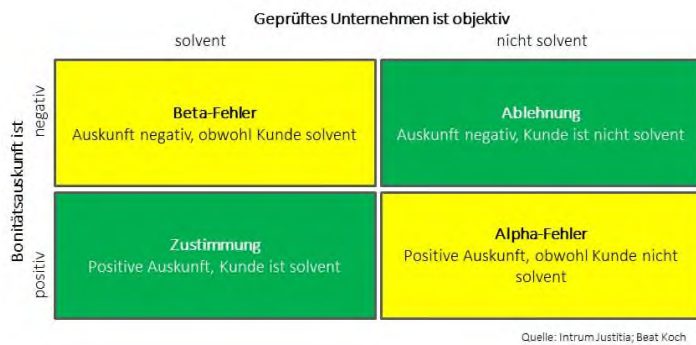 Geprüftes Unternehmen ist objektiv
solvent
nicht solvent
Bonitätsauskunft ist
negativ
Beta-Fehler
Auskunft negativ, obwohl Kunde solvent
Ablehnung
Auskunft negativ, Kunde ist nicht solvent
positiv
Zustimmung
Positive Auskunft, Kunde ist solvent
Alpha-Fehler
Positive Auskunft, obwohl Kunde nicht
solvent
Quelle: Intrum Justitia; Beat Koch